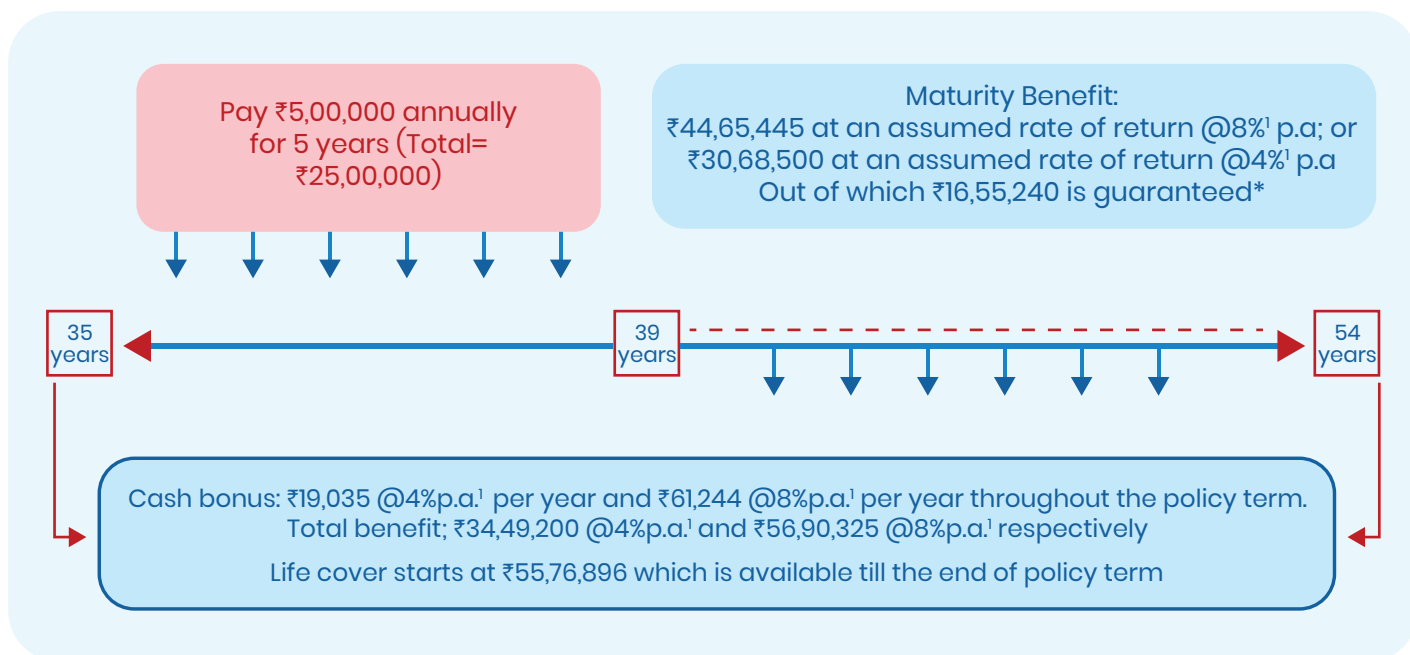 Pay ₹5,00,000 annually
for 5 years (Total=
₹25,00,000)
Maturity Benefit:
₹44,65,445 at an assumed rate of return @8%¹ p.a; or
₹30,68,500 at an assumed rate of return @4%¹ p.a
Out of which ₹16,55,240 is guaranteed*
35
years
39
years
54
years
Cash bonus: ₹19,035 @4%p.a.¹ per year and ₹61,244 @8%p.a.¹ per year throughout the policy term.
Total benefit; ₹34,49,200 @4%p.a.¹ and ₹56,90,325 @8%p.a.¹ respectively
Life cover starts at ₹55,76,896 which is available till the end of policy term